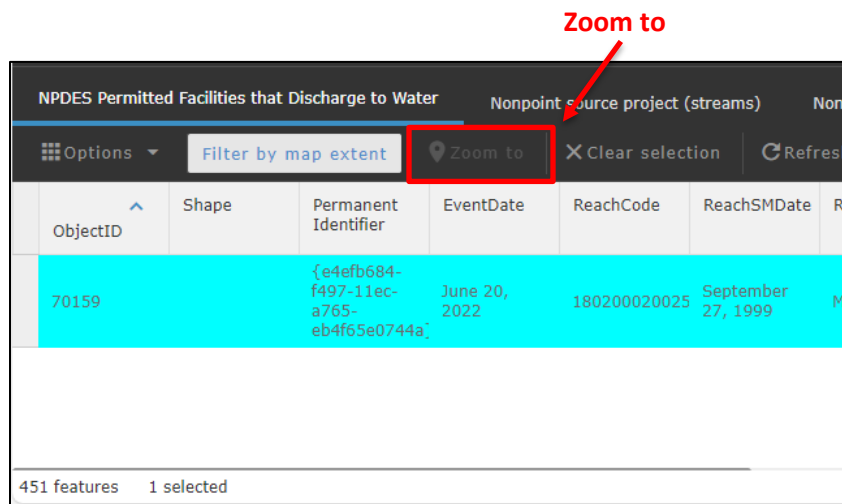 Zoom to
NPDES Permitted Facilities that Discharge to Water Nonpoint source project (streams)
Options Filter by map extent Zoom to Clear selection
ObjectID Shape Permanent Identifier EventDate ReachCode ReachSMDate
70159 {e4efb684-
f497-11ec-
a765-
eb4f65e0744a} June 20,
2022 180200020025 September
27, 1999
451 features 1 selected